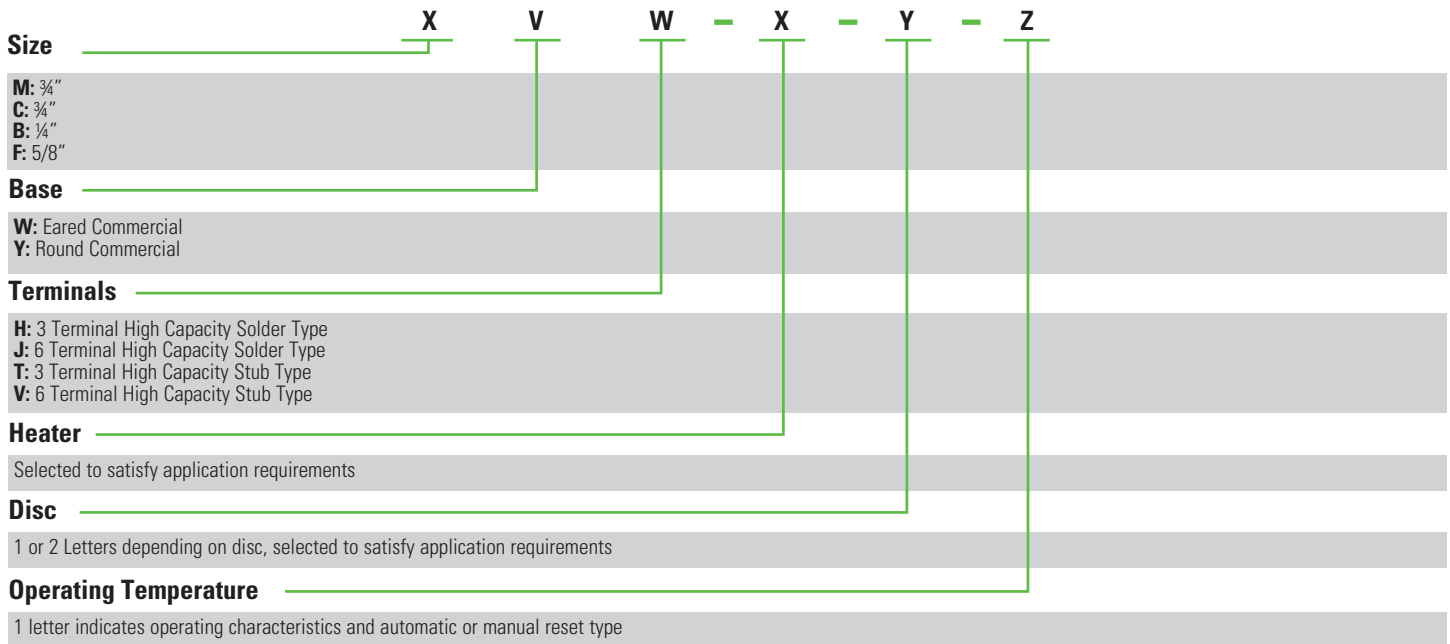 X V W - X - Y - Z
Size
M: ¾”
C: ¾”
B: ¼”
F: 5/8”
Base
W: Eared Commercial
Y: Round Commercial
Terminals
H: 3 Terminal High Capacity Solder Type
J: 6 Terminal High Capacity Solder Type
T: 3 Terminal High Capacity Stub Type
V: 6 Terminal High Capacity Stub Type
Heater
Selected to satisfy application requirements
Disc
1 or 2 Letters depending on disc, selected to satisfy application requirements
Operating Temperature
1 letter indicates operating characteristics and automatic or manual reset type